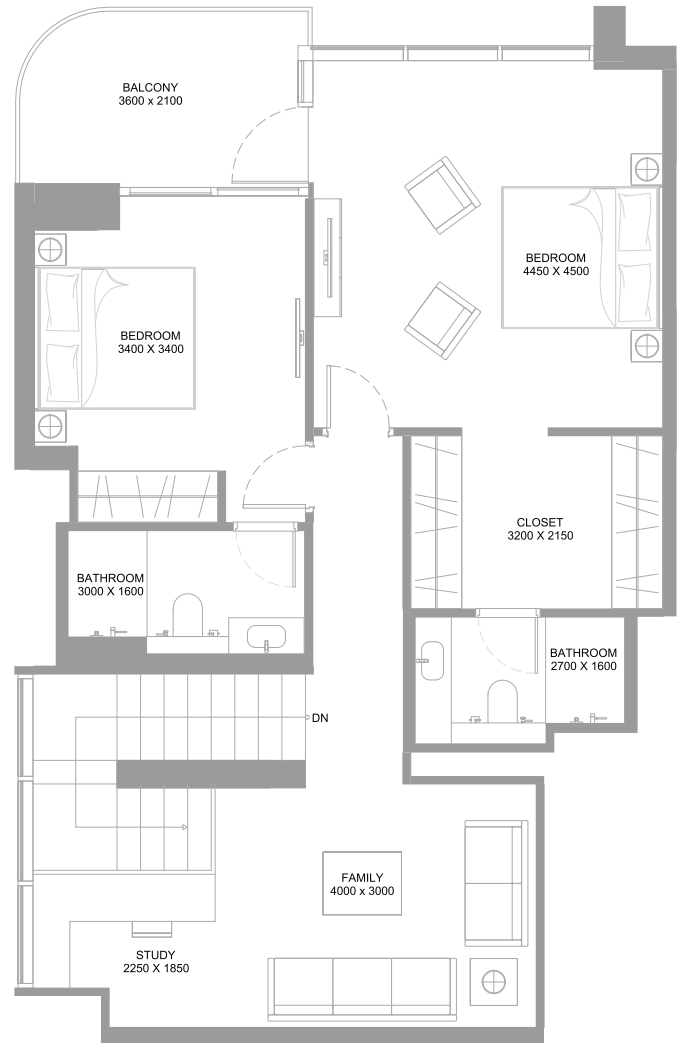 BALCONY
3600 x 2100
BEDROOM
4450 X 4500
BEDROOM
3400 X 3400
CLOSET
3200 X 2150
BATHROOM
3000 X 1600
BATHROOM
2700 X 1600
DN
FAMILY
4000 x 3000
STUDY
2250 X 1850